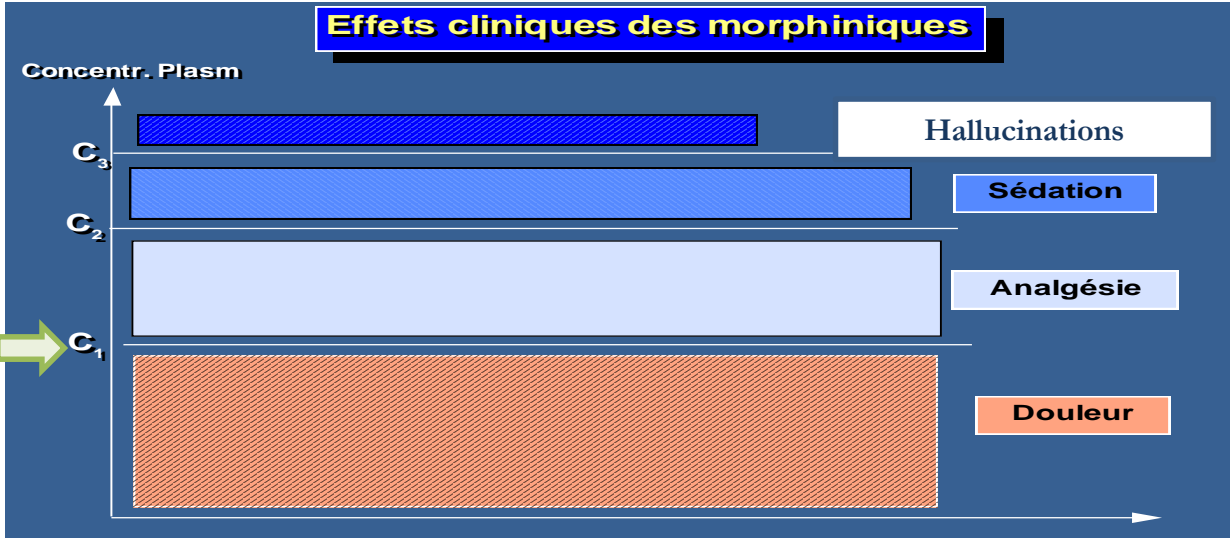 Effets cliniques des morphiniques
Concentr. Plasm
Hallucinations
C3
Sédation
C2
Analgésie
C1
Douleur